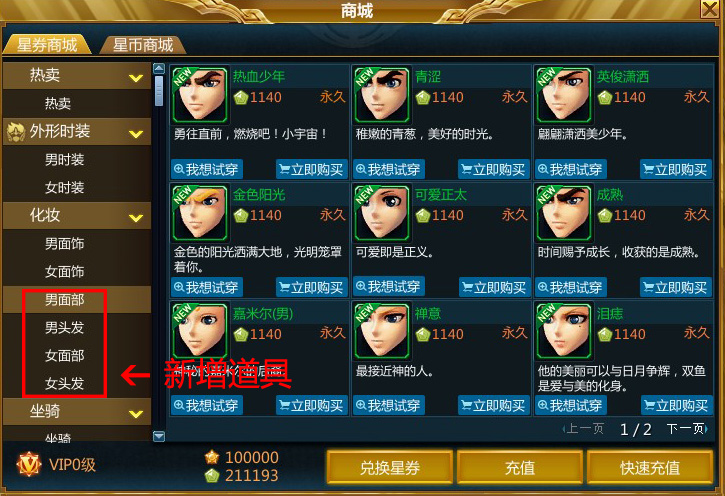 商城
星券商城
星币商城
热卖
热卖
外形时装
男时装
女时装
化妆
男面饰
女面饰
男面部
男头发
女面部
女头发
坐骑
坐骑
NEW
热血少年
1140 永久
勇往直前，燃烧吧！小宇宙！
我想试穿 立即购买
NEW
青涩
1140 永久
稚嫩的青葱，美好的时光。
我想试穿 立即购买
NEW
英俊潇洒
1140 永久
翩翩潇洒美少年。
我想试穿 立即购买
NEW
金色阳光
1140 永久
金色的阳光洒满大地，光明笼罩
着你。
我想试穿 立即购买
NEW
可爱正太
1140 永久
可爱即是正义。
我想试穿 立即购买
NEW
成熟
1140 永久
时间赐予成长，收获的是成熟。
我想试穿 立即购买
NEW
嘉米尔(男)
1140 永久
神秘的嘉米尔的后裔
我想试穿 立即购买
NEW
禅意
1140 永久
最接近神的人。
我想试穿 立即购买
NEW
泪痣
1140 永久
他的美丽可以与日月争辉，双鱼
是爱与美的化身。
我想试穿 立即购买
新增道具
上一页 1/2 下一页
VIP0级
100000
211193
兑换星券
充值
快速充值